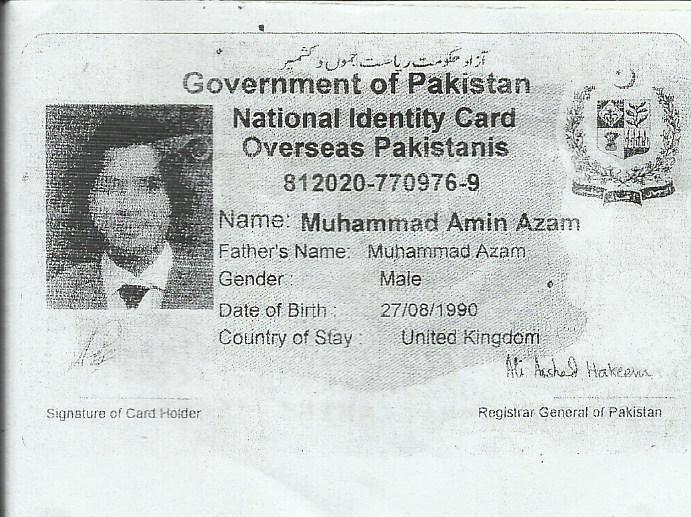 آزاد حکومت ریاست جموں و کشمیر
Government of Pakistan
National Identity Card
Overseas Pakistanis
812020-770976-9
Name: Muhammad Amin Azam
Father's Name: Muhammad Azam
Gender : Male
Date of Birth : 27/08/1990
Country of Stay : United Kingdom
Ali Arshad Hakeem
Signature of Card Holder
Registrar General of Pakistan